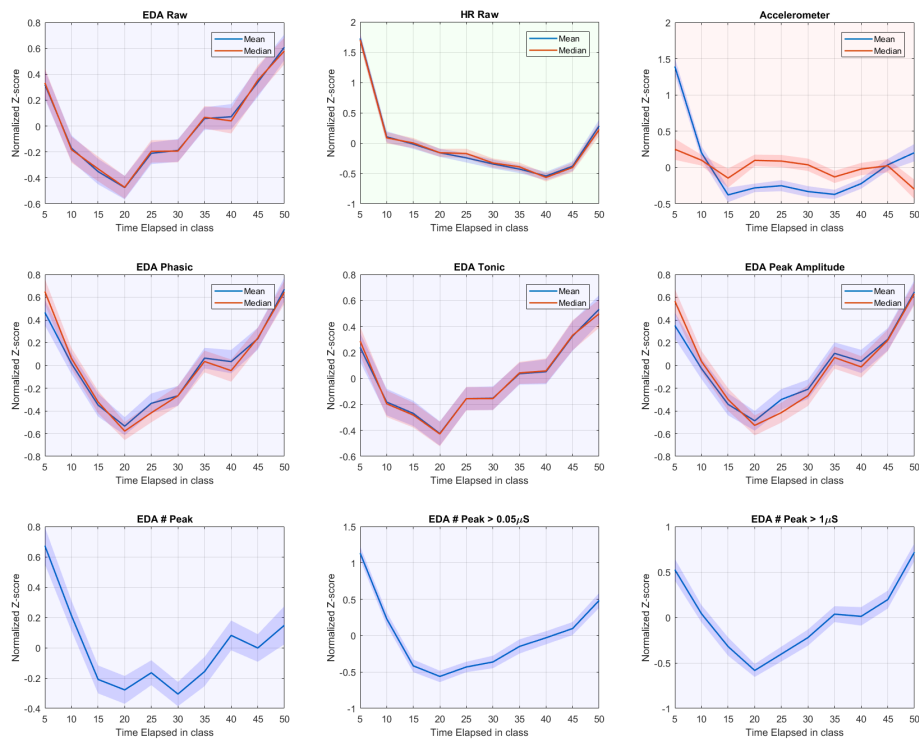 EDA Raw
Normalized Z-score
0.8
0.6
0.4
0.2
0
-0.2
-0.4
-0.6
5 10 15 20 25 30 35 40 45 50
Time Elapsed in class
Mean
Median
HR Raw
Normalized Z-score
2
1.5
1
0.5
0
-0.5
-1
5 10 15 20 25 30 35 40 45 50
Time Elapsed in class
Mean
Median
Accelerometer
Normalized Z-score
2
1.5
1
0.5
0
-0.5
5 10 15 20 25 30 35 40 45 50
Time Elapsed in class
Mean
Median
EDA Phasic
Normalized Z-score
0.8
0.6
0.4
0.2
0
-0.2
-0.4
-0.6
-0.8
5 10 15 20 25 30 35 40 45 50
Time Elapsed in class
Mean
Median
EDA Tonic
Normalized Z-score
0.8
0.6
0.4
0.2
0
-0.2
-0.4
-0.6
5 10 15 20 25 30 35 40 45 50
Time Elapsed in class
Mean
Median
EDA Peak Amplitude
Normalized Z-score
0.8
0.6
0.4
0.2
0
-0.2
-0.4
-0.6
-0.8
5 10 15 20 25 30 35 40 45 50
Time Elapsed in class
Mean
Median
EDA # Peak
Normalized Z-score
0.8
0.6
0.4
0.2
0
-0.2
-0.4
5 10 15 20 25 30 35 40 45 50
Time Elapsed in class
EDA # Peak > 0.05μS
Normalized Z-score
1.5
1
0.5
0
-0.5
-1
5 10 15 20 25 30 35 40 45 50
Time Elapsed in class
EDA # Peak > 1μS
Normalized Z-score
1
0.5
0
-0.5
-1
5 10 15 20 25 30 35 40 45 50
Time Elapsed in class